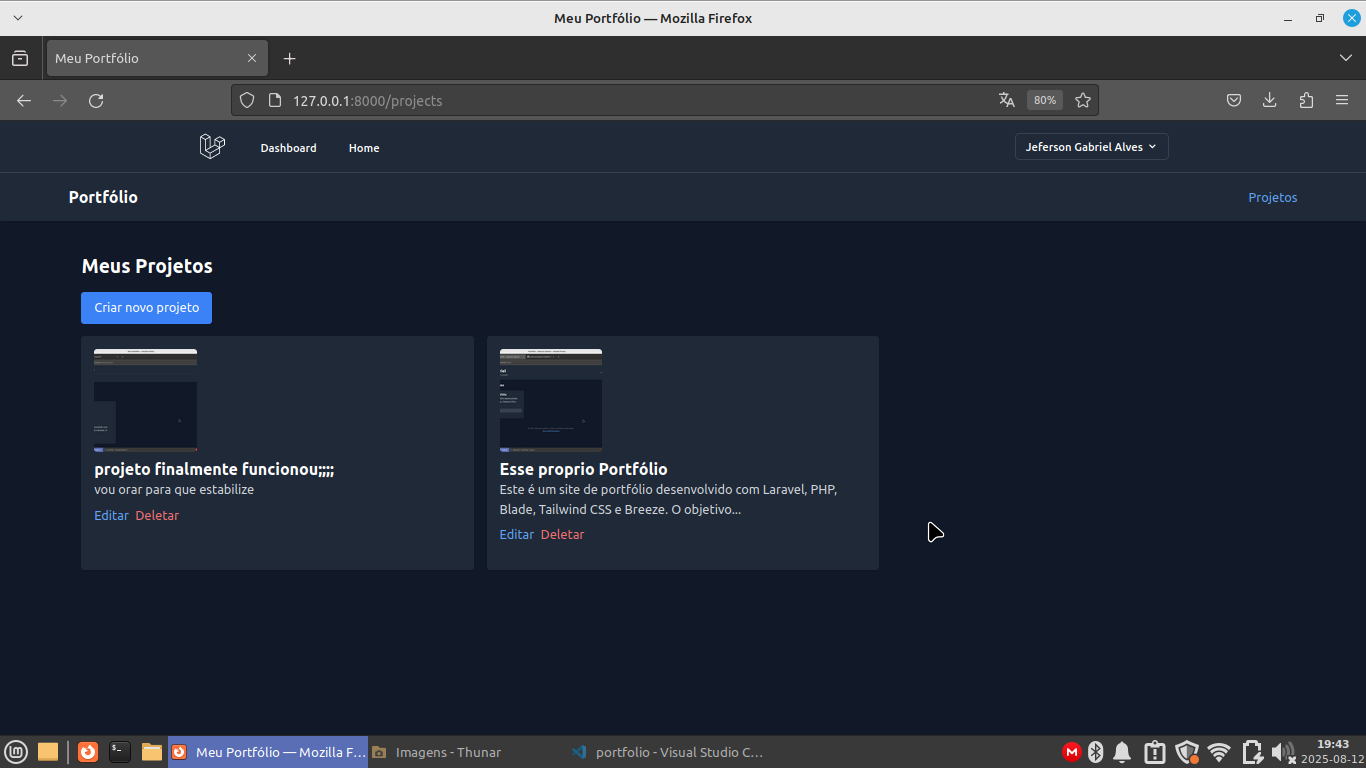 Meu Portfólio — Mozilla Firefox
Meu Portfólio
127.0.0.1:8000/projects
80%
Dashboard
Home
Jeferson Gabriel Alves
Portfólio
Projetos
Meus Projetos
Criar novo projeto
projeto finalmente funcionou;;;;
vou orar para que estabilize
Editar Deletar
Esse proprio Portfólio
Este é um site de portfólio desenvolvido com Laravel, PHP,
Blade, Tailwind CSS e Breeze. O objetivo...
Editar Deletar
Meu Portfólio — Mozilla F...
Imagens - Thunar
portfolio - Visual Studio C...
19:43
2025-08-12